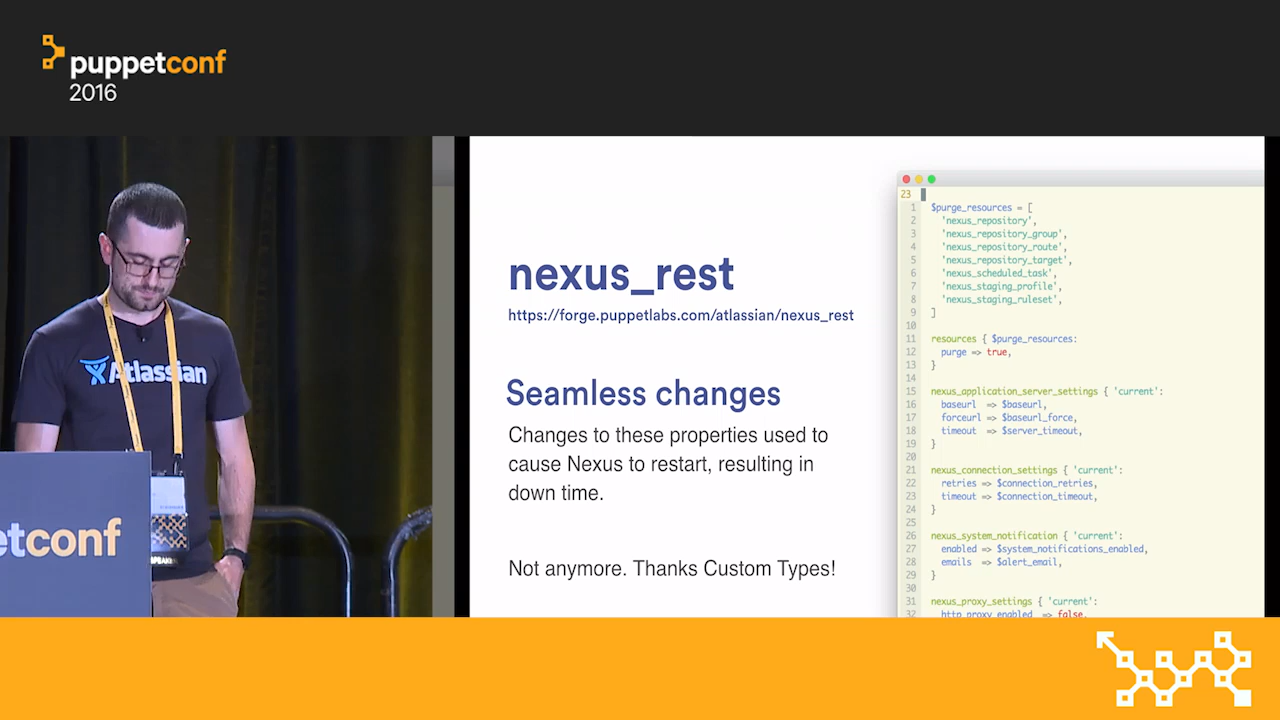 puppetconf
2016
Atlassian
etconf
nexus_rest
https://forge.puppetlabs.com/atlassian/nexus_rest
Seamless changes
Changes to these properties used to
cause Nexus to restart, resulting in
down time.
Not anymore. Thanks Custom Types!
23
1 $purge_resources = [
2 'nexus_repository',
3 'nexus_repository_group',
4 'nexus_repository_route',
5 'nexus_repository_target',
6 'nexus_scheduled_task',
7 'nexus_staging_profile',
8 'nexus_staging_ruleset',
9 ]
10
11 resources { $purge_resources:
12 purge => true,
13 }
14
15 nexus_application_server_settings { 'current':
16 baseurl => $baseurl,
17 forceurl => $baseurl_force,
18 timeout => $server_timeout,
19 }
20
21 nexus_connection_settings { 'current':
22 retries => $connection_retries,
23 timeout => $connection_timeout,
24 }
25
26 nexus_system_notification { 'current':
27 enabled => $system_notifications_enabled,
28 emails => $alert_email,
29 }
30
31 nexus_proxy_settings { 'current':
32 http_proxy_enabled => false,